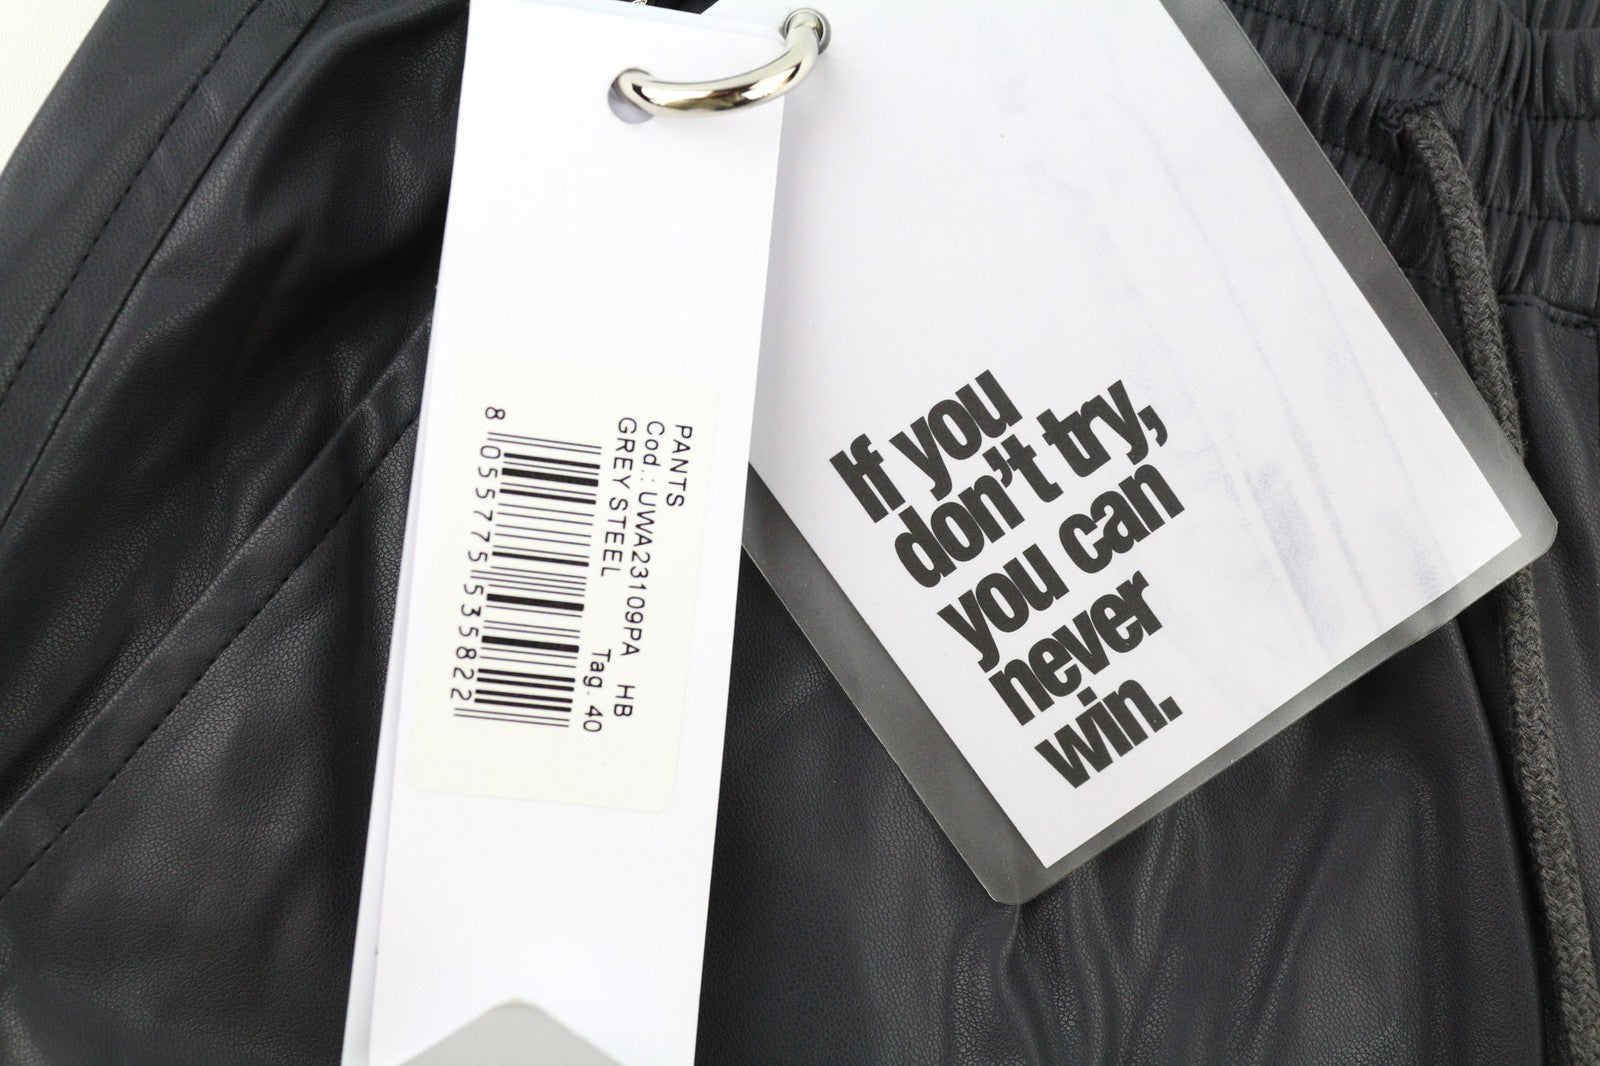 PANTS
Cod.: UWA23109PA HB
GREY STEEL Tag. 40
8 055775 535822
If you
don't try,
you can
never
win.